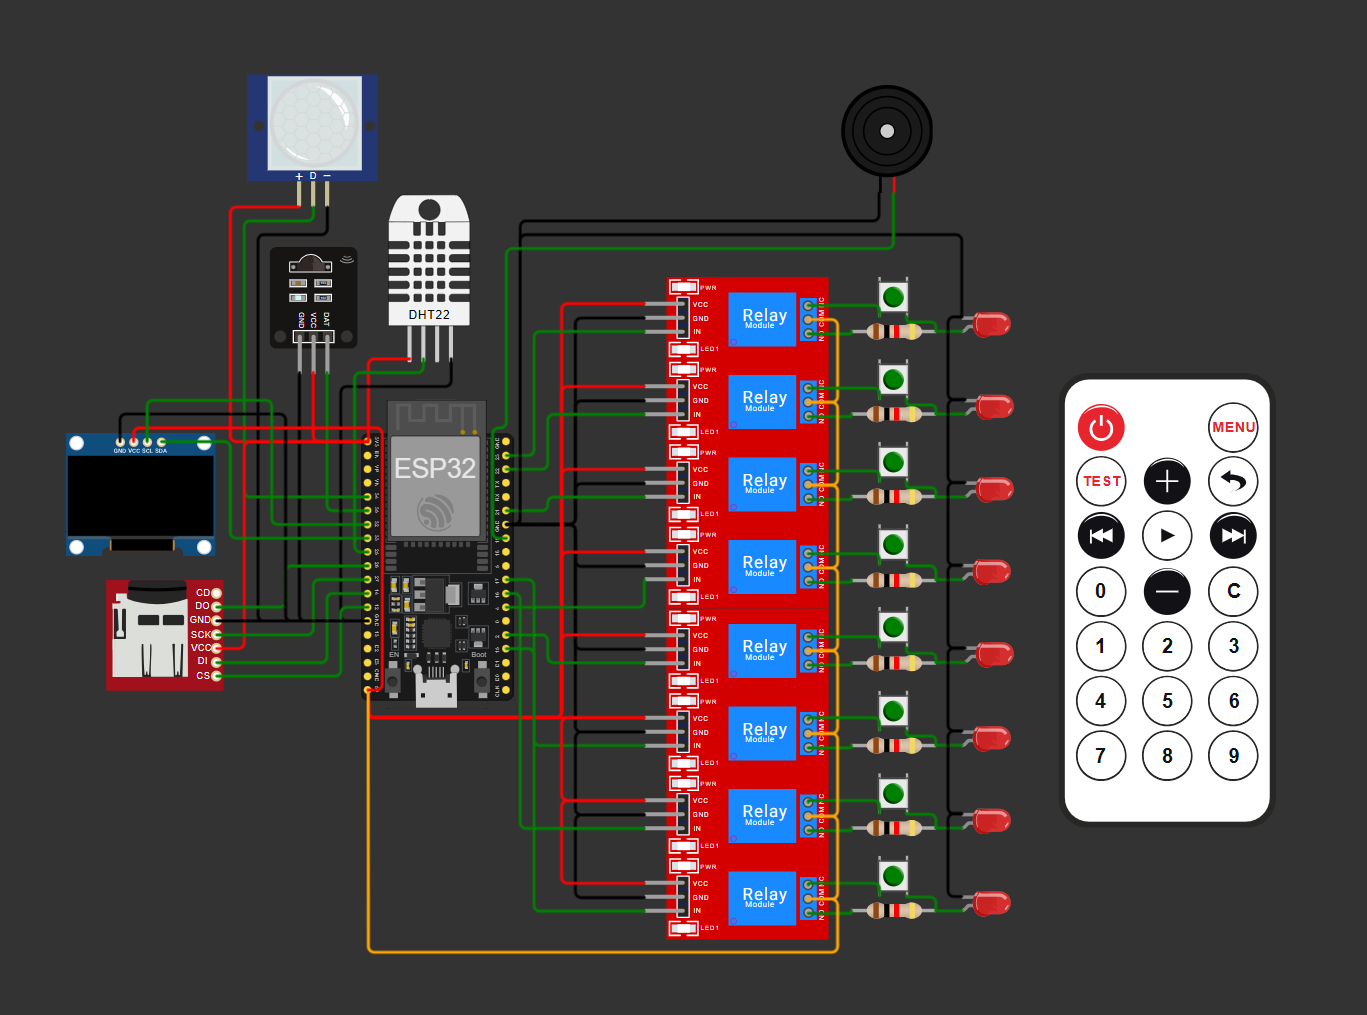 + D −
GND VCC DAT
DHT22
GND VCC SCL SDA
CD
DO
GND
SCK
VCC
DI
CS
ESP32
EN
Boot
PWR
VCC
GND
IN
LED1
Relay
Module
NO COM NC
PWR
VCC
GND
IN
LED1
Relay
Module
NO COM NC
PWR
VCC
GND
IN
LED1
Relay
Module
NO COM NC
PWR
VCC
GND
IN
LED1
Relay
Module
NO COM NC
PWR
VCC
GND
IN
LED1
Relay
Module
NO COM NC
PWR
VCC
GND
IN
LED1
Relay
Module
NO COM NC
PWR
VCC
GND
IN
LED1
Relay
Module
NO COM NC
PWR
VCC
GND
IN
LED1
Relay
Module
NO COM NC
MENU
TEST +
0 − C
1 2 3
4 5 6
7 8 9